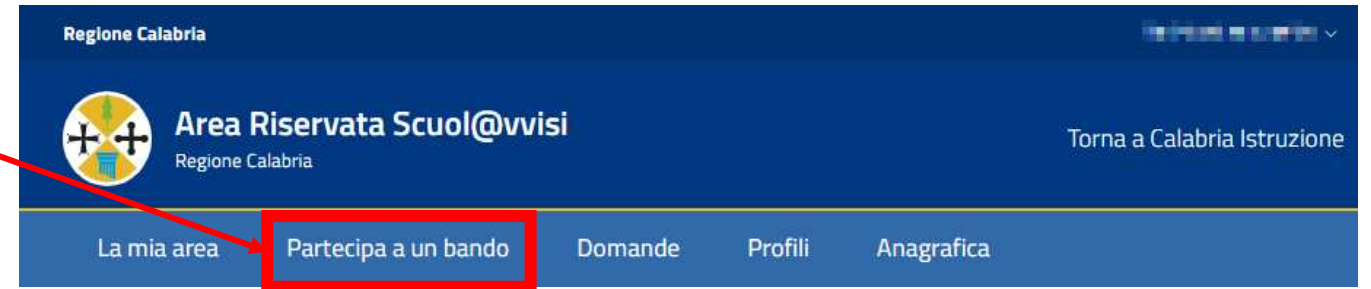 Regione Calabria
Area Riservata Scuol@vvisi
Regione Calabria
Torna a Calabria Istruzione
La mia area
Partecipa a un bando
Domande
Profili
Anagrafica